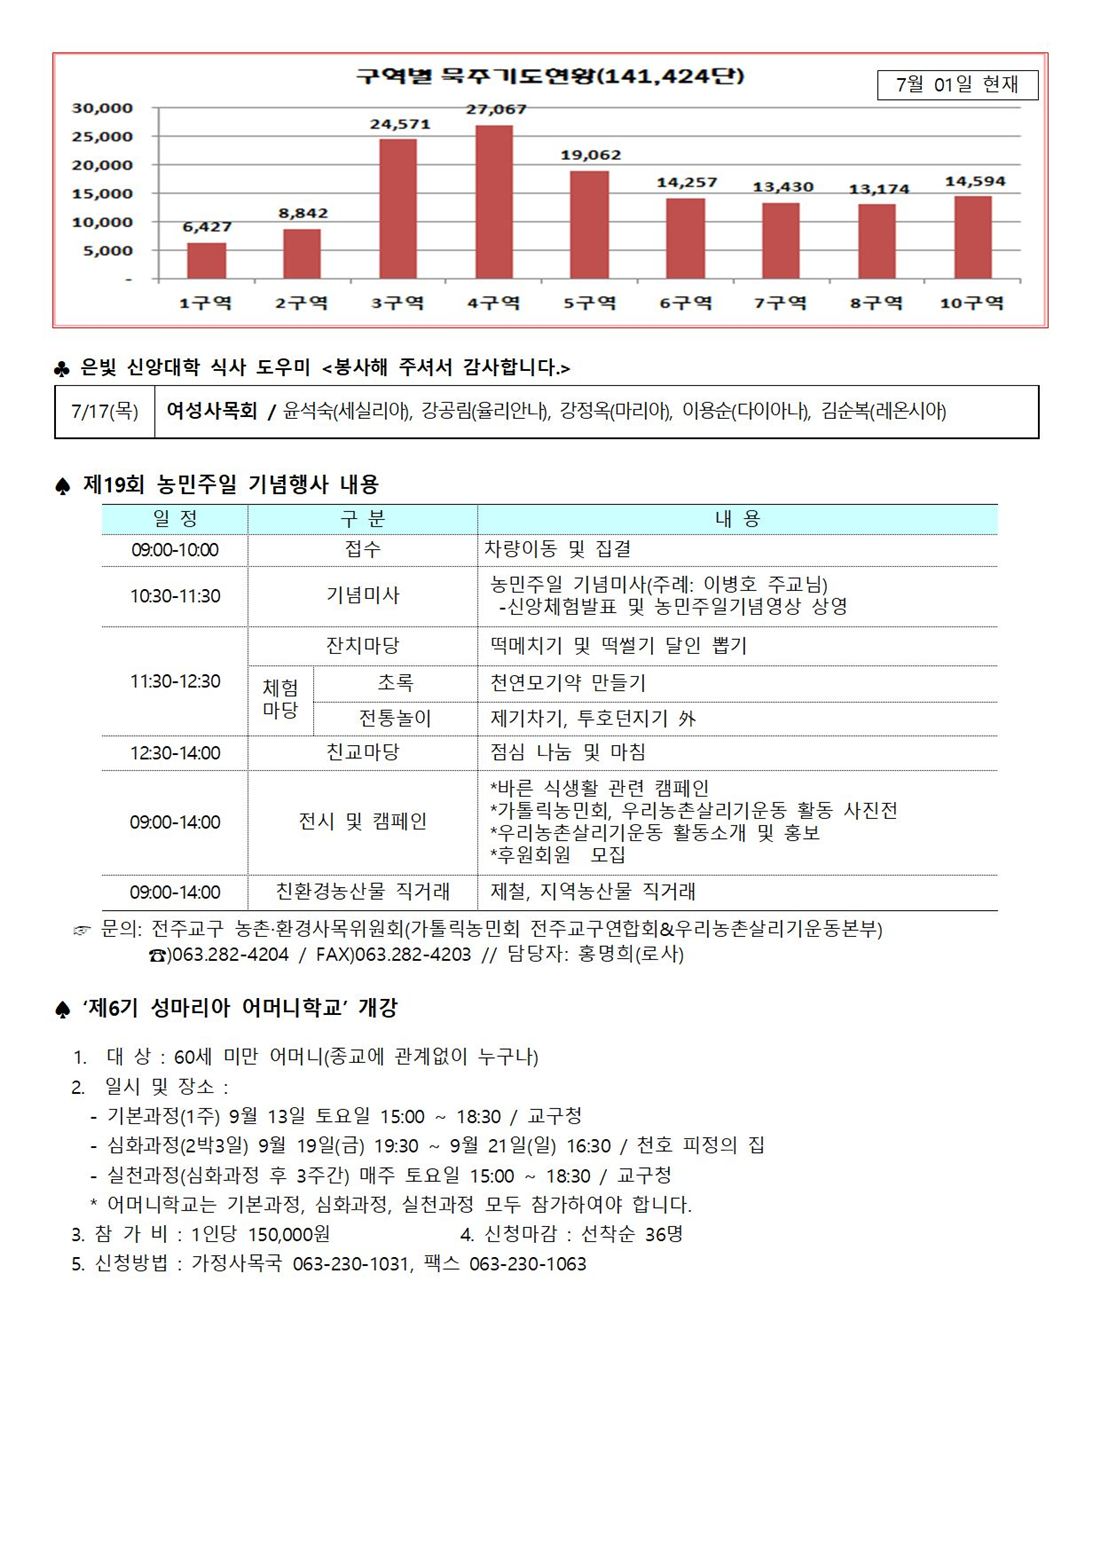 구역별 묵주기도현황(141,424단)
7월 01일 현재
30,000
25,000
20,000
15,000
10,000
5,000
-
6,427
8,842
24,571
27,067
19,062
14,257
13,430
13,174
14,594
1구역 2구역 3구역 4구역 5구역 6구역 7구역 8구역 10구역
♣ 은빛 신앙대학 식사 도우미 <봉사해 주셔서 감사합니다.>
7/17(목) 여성사목회 / 윤석숙(세실리아), 강공림(율리안나), 강정옥(마리아), 이용순(다이아나), 김순복(레온시아)
♠ 제19회 농민주일 기념행사 내용
일 정 구 분 내 용
09:00-10:00 접수 차량이동 및 집결
10:30-11:30 기념미사 농민주일 기념미사(주례: 이병호 주교님)
-신앙체험발표 및 농민주일기념영상 상영
11:30-12:30 잔치마당 떡메치기 및 떡썰기 달인 뽑기
체험
마당
초록 천연모기약 만들기
전통놀이 제기차기, 투호던지기 外
12:30-14:00 친교마당 점심 나눔 및 마침
09:00-14:00 전시 및 캠페인 *바른 식생활 관련 캠페인
*가톨릭농민회, 우리농촌살리기운동 활동 사진전
*우리농촌살리기운동 활동소개 및 홍보
*후원회원 모집
09:00-14:00 친환경농산물 직거래 제철, 지역농산물 직거래
☞ 문의: 전주교구 농촌·환경사목위원회(가톨릭농민회 전주교구연합회&우리농촌살리기운동본부)
☎)063.282-4204 / FAX)063.282-4203 // 담당자: 홍명희(로사)
♠ ‘제6기 성마리아 어머니학교’ 개강
1. 대 상 : 60세 미만 어머니(종교에 관계없이 누구나)
2. 일시 및 장소 :
- 기본과정(1주) 9월 13일 토요일 15:00 ~ 18:30 / 교구청
- 심화과정(2박3일) 9월 19일(금) 19:30 ~ 9월 21일(일) 16:30 / 천호 피정의 집
- 실천과정(심화과정 후 3주간) 매주 토요일 15:00 ~ 18:30 / 교구청
* 어머니학교는 기본과정, 심화과정, 실천과정 모두 참가하여야 합니다.
3. 참 가 비 : 1인당 150,000원 4. 신청마감 : 선착순 36명
5. 신청방법 : 가정사목국 063-230-1031, 팩스 063-230-1063